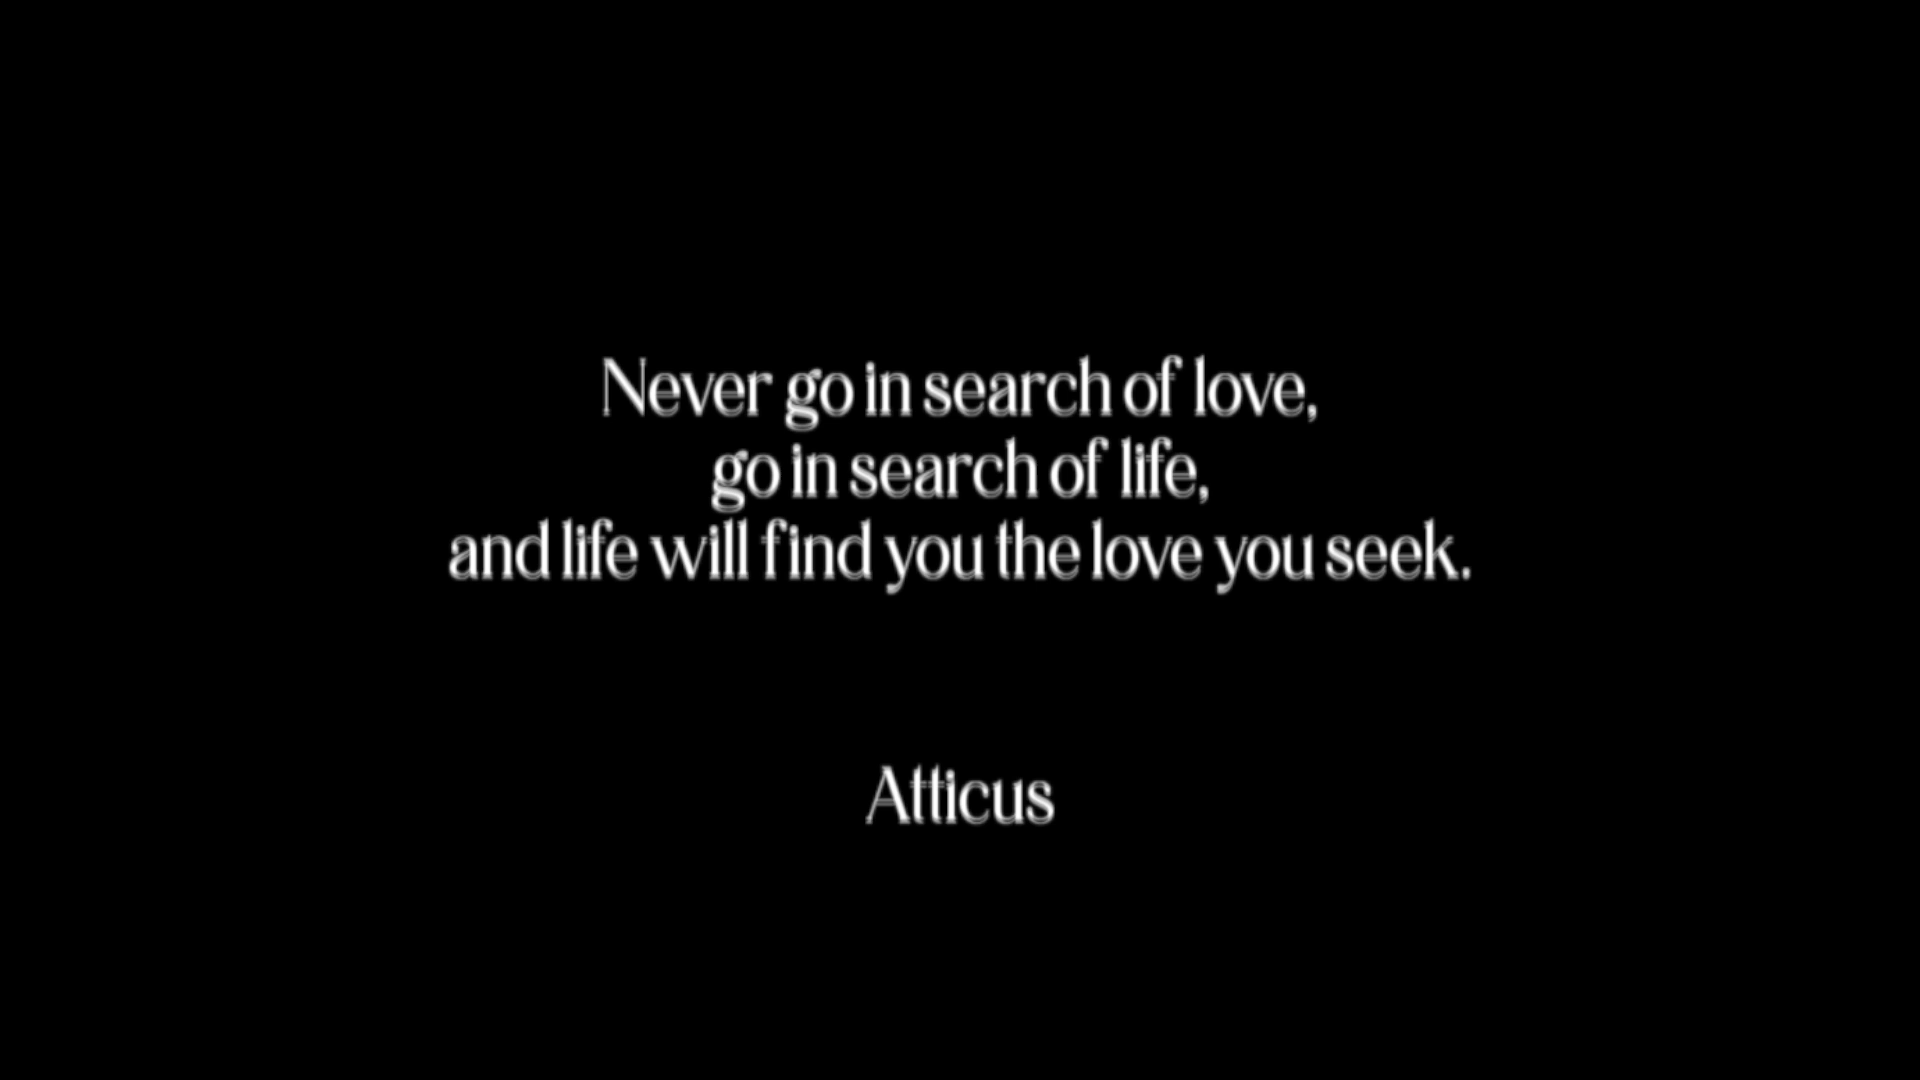 Never go in search of love,
go in search of life,
and life will find you the love you seek.
Atticus